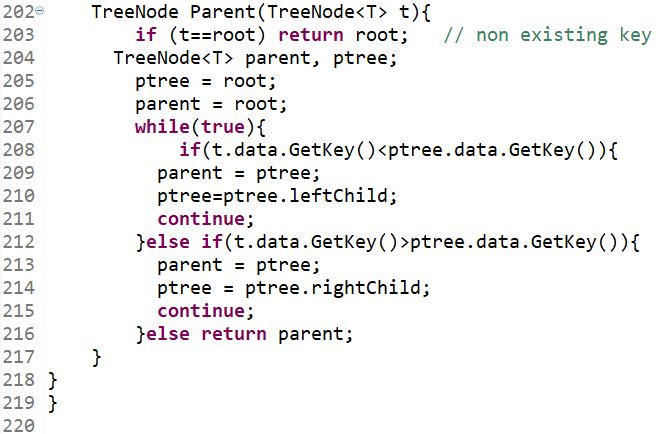 202 TreeNode Parent(TreeNode<T> t){
203 if (t==root) return root; // non existing key
204 TreeNode<T> parent, ptree;
205 ptree = root;
206 parent = root;
207 while(true){
208 if(t.data.GetKey()<ptree.data.GetKey()){
209 parent = ptree;
210 ptree=ptree.leftChild;
211 continue;
212 }else if(t.data.GetKey()>ptree.data.GetKey()){
213 parent = ptree;
214 ptree = ptree.rightChild;
215 continue;
216 }else return parent;
217 }
218 }
219 }
220